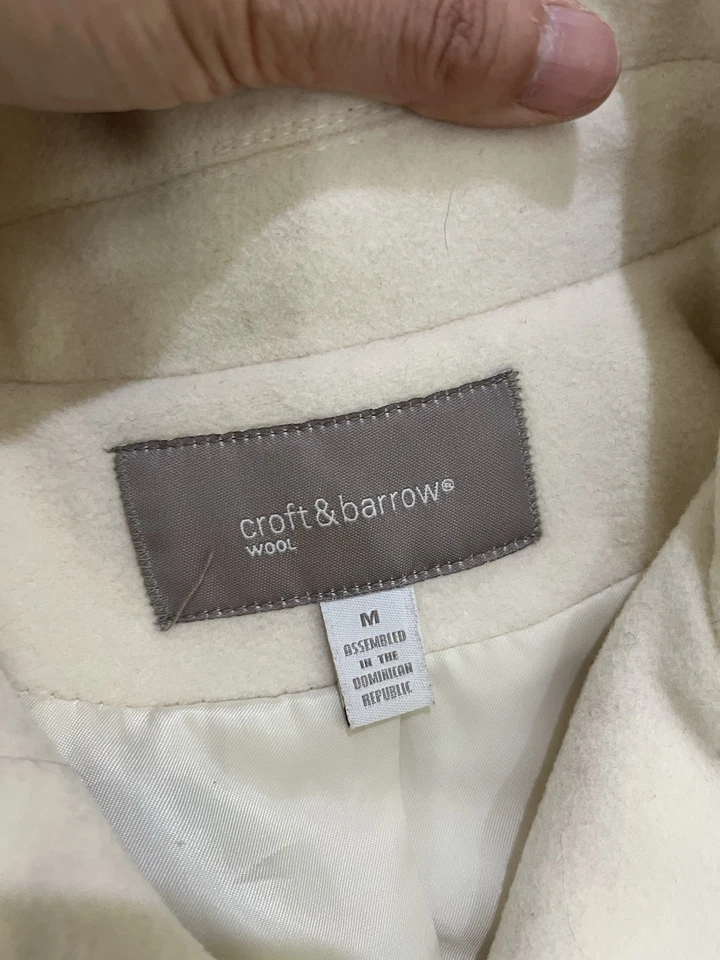 croft&barrow®
WOOL
M
ASSEMBLED
IN THE
DOMINICAN
REPUBLIC